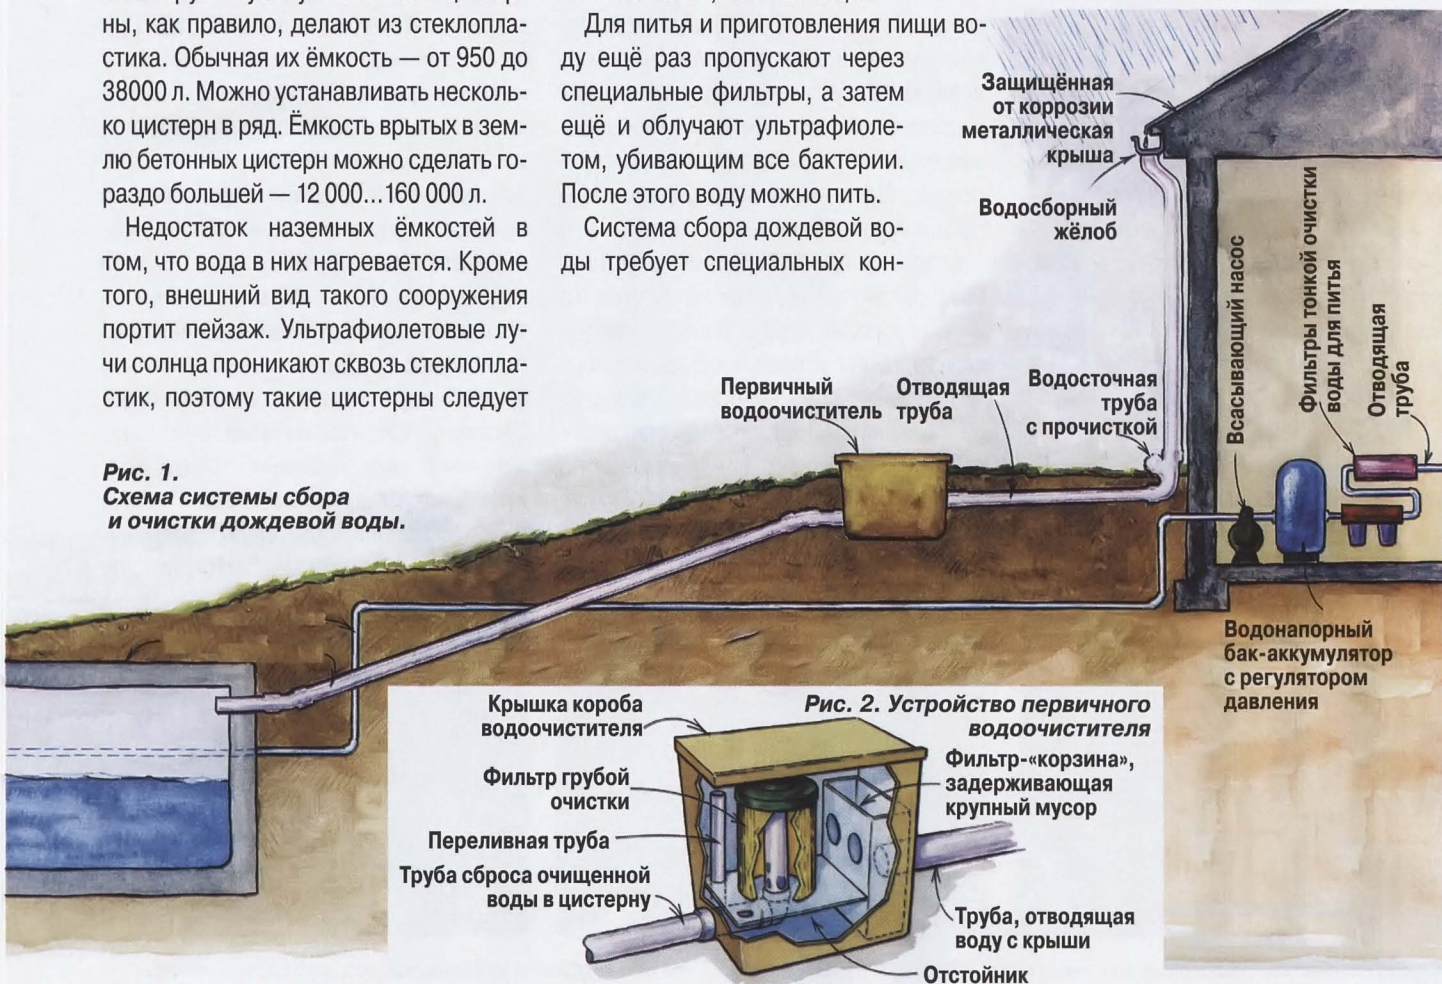 ны, как правило, делают из стеклопла-
стика. Обычная их ёмкость — от 950 до
38000 л. Можно устанавливать несколь-
ко цистерн в ряд. Ёмкость врытых в зем-
лю бетонных цистерн можно сделать го-
раздо большей — 12 000...160 000 л.
Недостаток наземных ёмкостей в
том, что вода в них нагревается. Кроме
того, внешний вид такого сооружения
портит пейзаж. Ультрафиолетовые лу-
чи солнца проникают сквозь стеклопла-
стик, поэтому такие цистерны следует
Для питья и приготовления пищи во-
ду ещё раз пропускают через
специальные фильтры, а затем
ещё и облучают ультрафиоле-
том, убивающим все бактерии.
После этого воду можно пить.
Система сбора дождевой во-
ды требует специальных кон-
Защищённая
от коррозии
металлическая
крыша
Водосборный
жёлоб
Всасывающий насос
Фильтры тонкой очистки
воды для питья
Отводящая
труба
Первичный
водоочиститель
Отводящая
труба
Водосточная
труба
с прочисткой
Рис. 1.
Схема системы сбора
и очистки дождевой воды.
Водонапорный
бак-аккумулятор
с регулятором
давления
Рис. 2. Устройство первичного
водоочистителя
Крышка короба
водоочистителя
Фильтр грубой
очистки
Переливная труба
Труба сброса очищенной
воды в цистерну
Фильтр-«корзина»,
задерживающая
крупный мусор
Труба, отводящая
воду с крыши
Отстойник